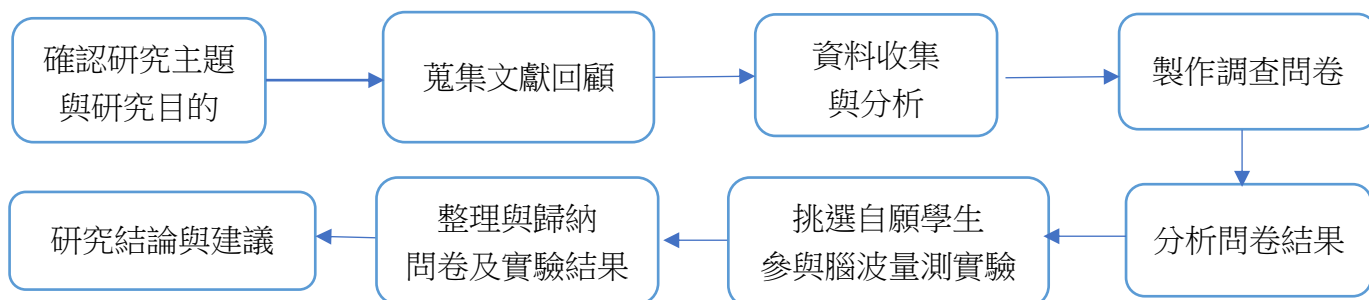 確認研究主題
與研究目的
蒐集文獻回顧
資料收集
與分析
製作調查問卷
分析問卷結果
挑選自願學生
參與腦波量測實驗
整理與歸納
問卷及實驗結果
研究結論與建議